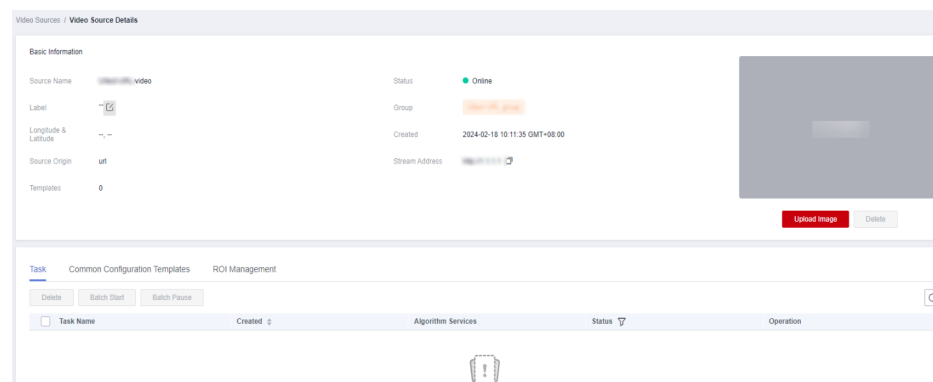 Video Sources / Video Source Details
Basic Information
Source Name video
Status Online
Label --
Group
Longitude & Latitude --, --
Created 2024-02-18 10:11:35 GMT+08:00
Source Origin url
Stream Address
Templates 0
Upload Image Delete
Task Common Configuration Templates ROI Management
Delete Batch Start Batch Pause
Task Name Created Algorithm Services Status Operation